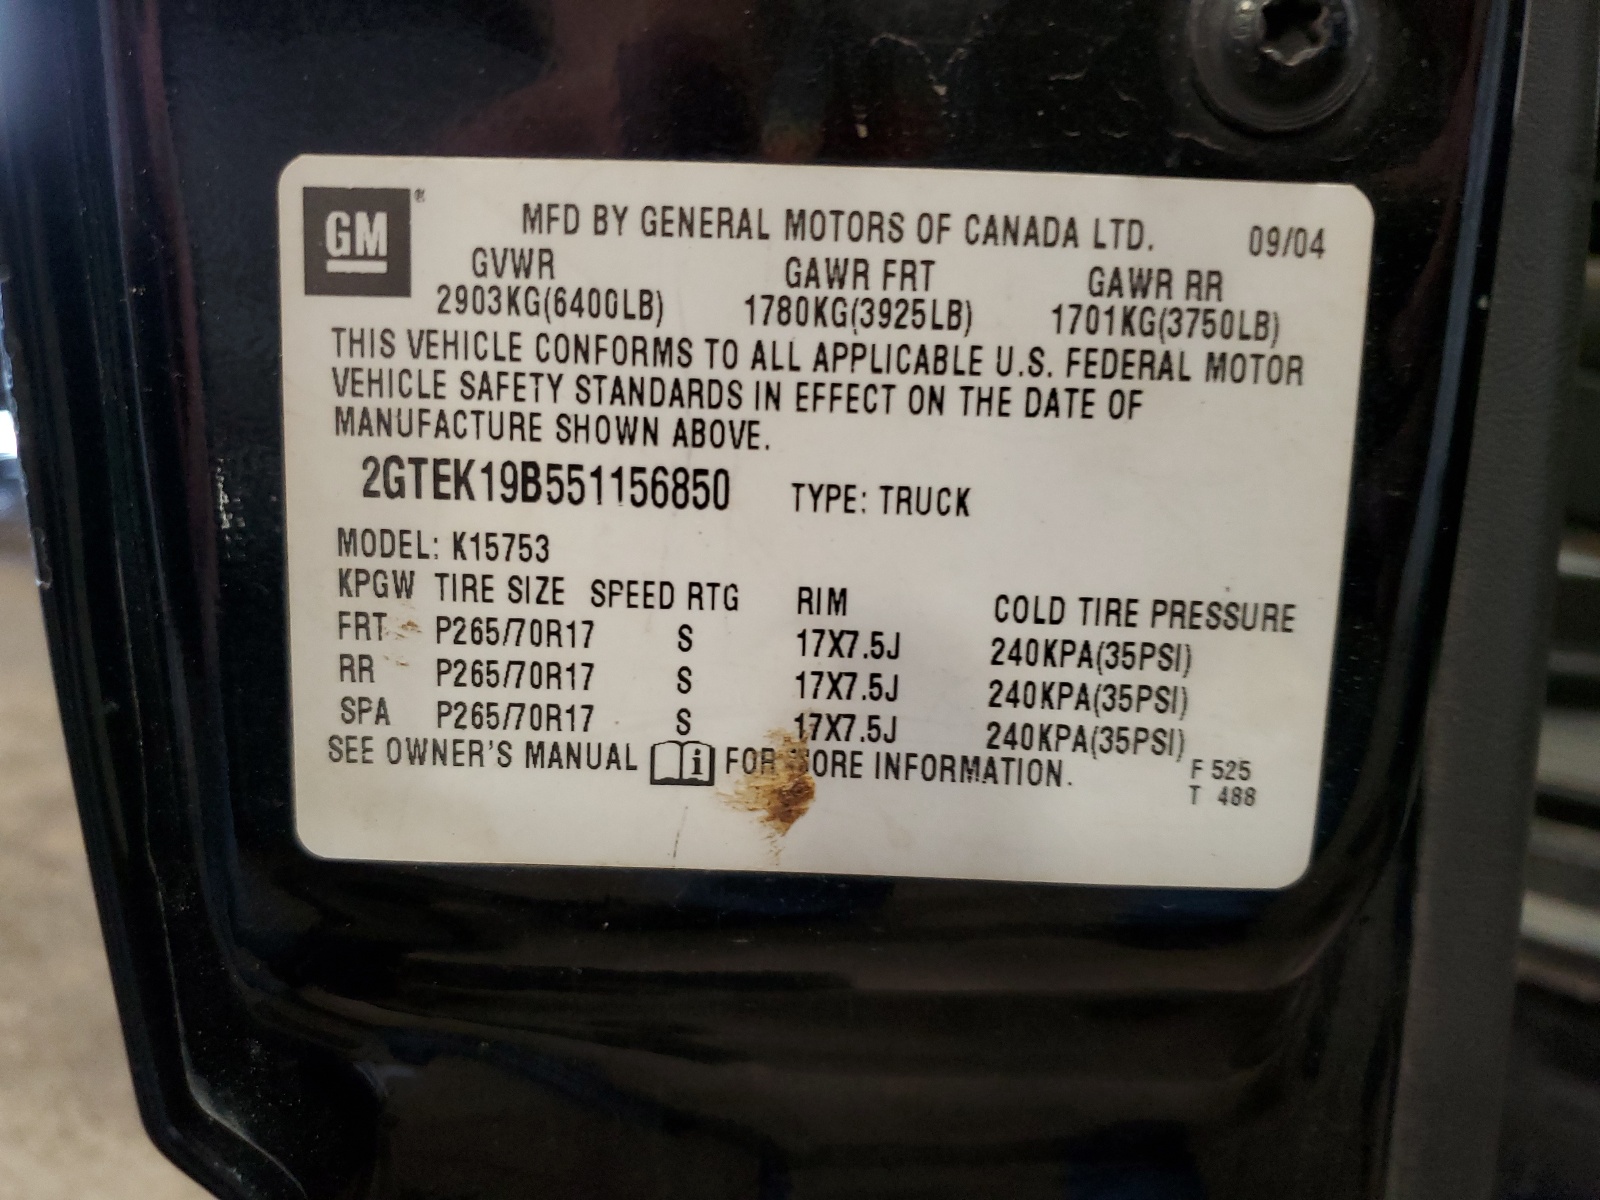 GM ®
MFD BY GENERAL MOTORS OF CANADA LTD. 09/04
GVWR GAWR FRT GAWR RR
2903KG(6400LB) 1780KG(3925LB) 1701KG(3750LB)
THIS VEHICLE CONFORMS TO ALL APPLICABLE U.S. FEDERAL MOTOR
VEHICLE SAFETY STANDARDS IN EFFECT ON THE DATE OF
MANUFACTURE SHOWN ABOVE.
2GTEK19B551156850 TYPE: TRUCK
MODEL: K15753
KPGW TIRE SIZE SPEED RTG RIM COLD TIRE PRESSURE
FRT P265/70R17 S 17X7.5J 240KPA(35PSI)
RR P265/70R17 S 17X7.5J 240KPA(35PSI)
SPA P265/70R17 S 17X7.5J 240KPA(35PSI)
SEE OWNER'S MANUAL i FOR MORE INFORMATION.
F 525
T 488